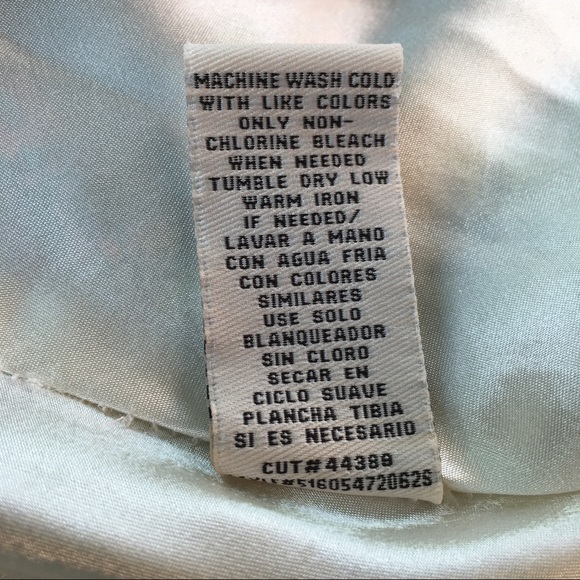 MACHINE WASH COLD
WITH LIKE COLORS
ONLY NON-
CHLORINE BLEACH
WHEN NEEDED
TUMBLE DRY LOW
WARM IRON
IF NEEDED/
LAVAR A MANO
CON AGUA FRIA
CON COLORES
SIMILARES
USE SOLO
BLANQUEADOR
SIN CLORO
SECAR EN
CICLO SUAVE
PLANCHA TIBIA
SI ES NECESARIO
CUT#44380